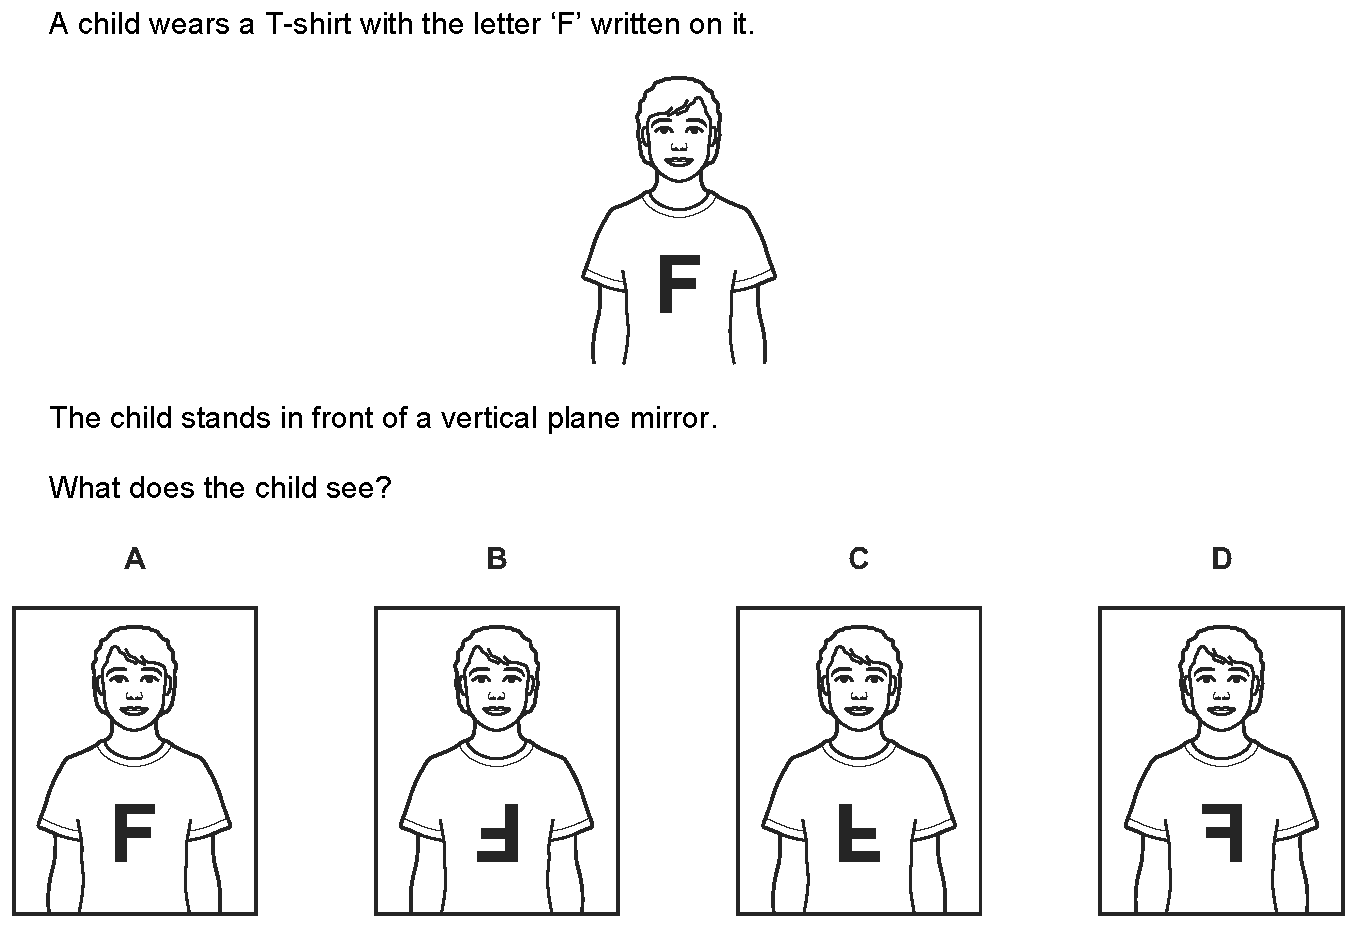 A child wears a T-shirt with the letter ‘F’ written on it.
F
The child stands in front of a vertical plane mirror.
What does the child see?
A B C D
F Ⅎ Ⅎ F